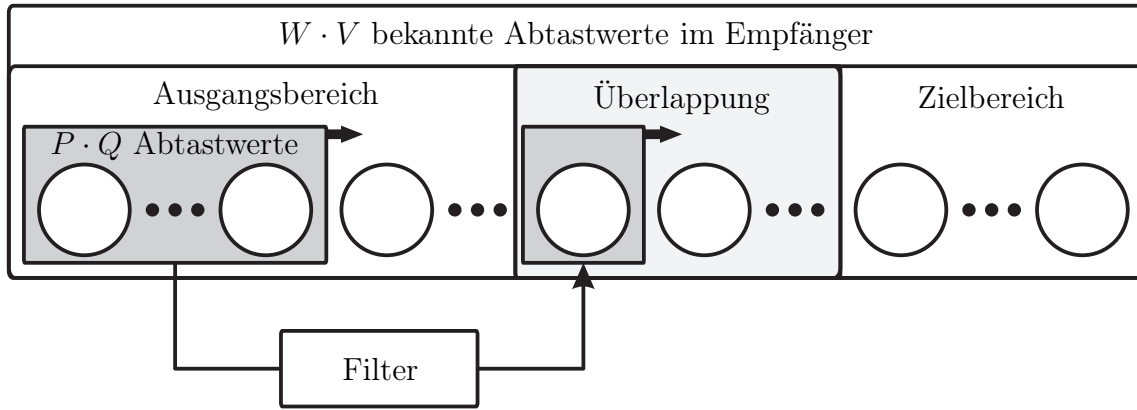 W · V bekannte Abtastwerte im Empfänger
Ausgangsbereich
Überlappung
Zielbereich
P · Q Abtastwerte
Filter